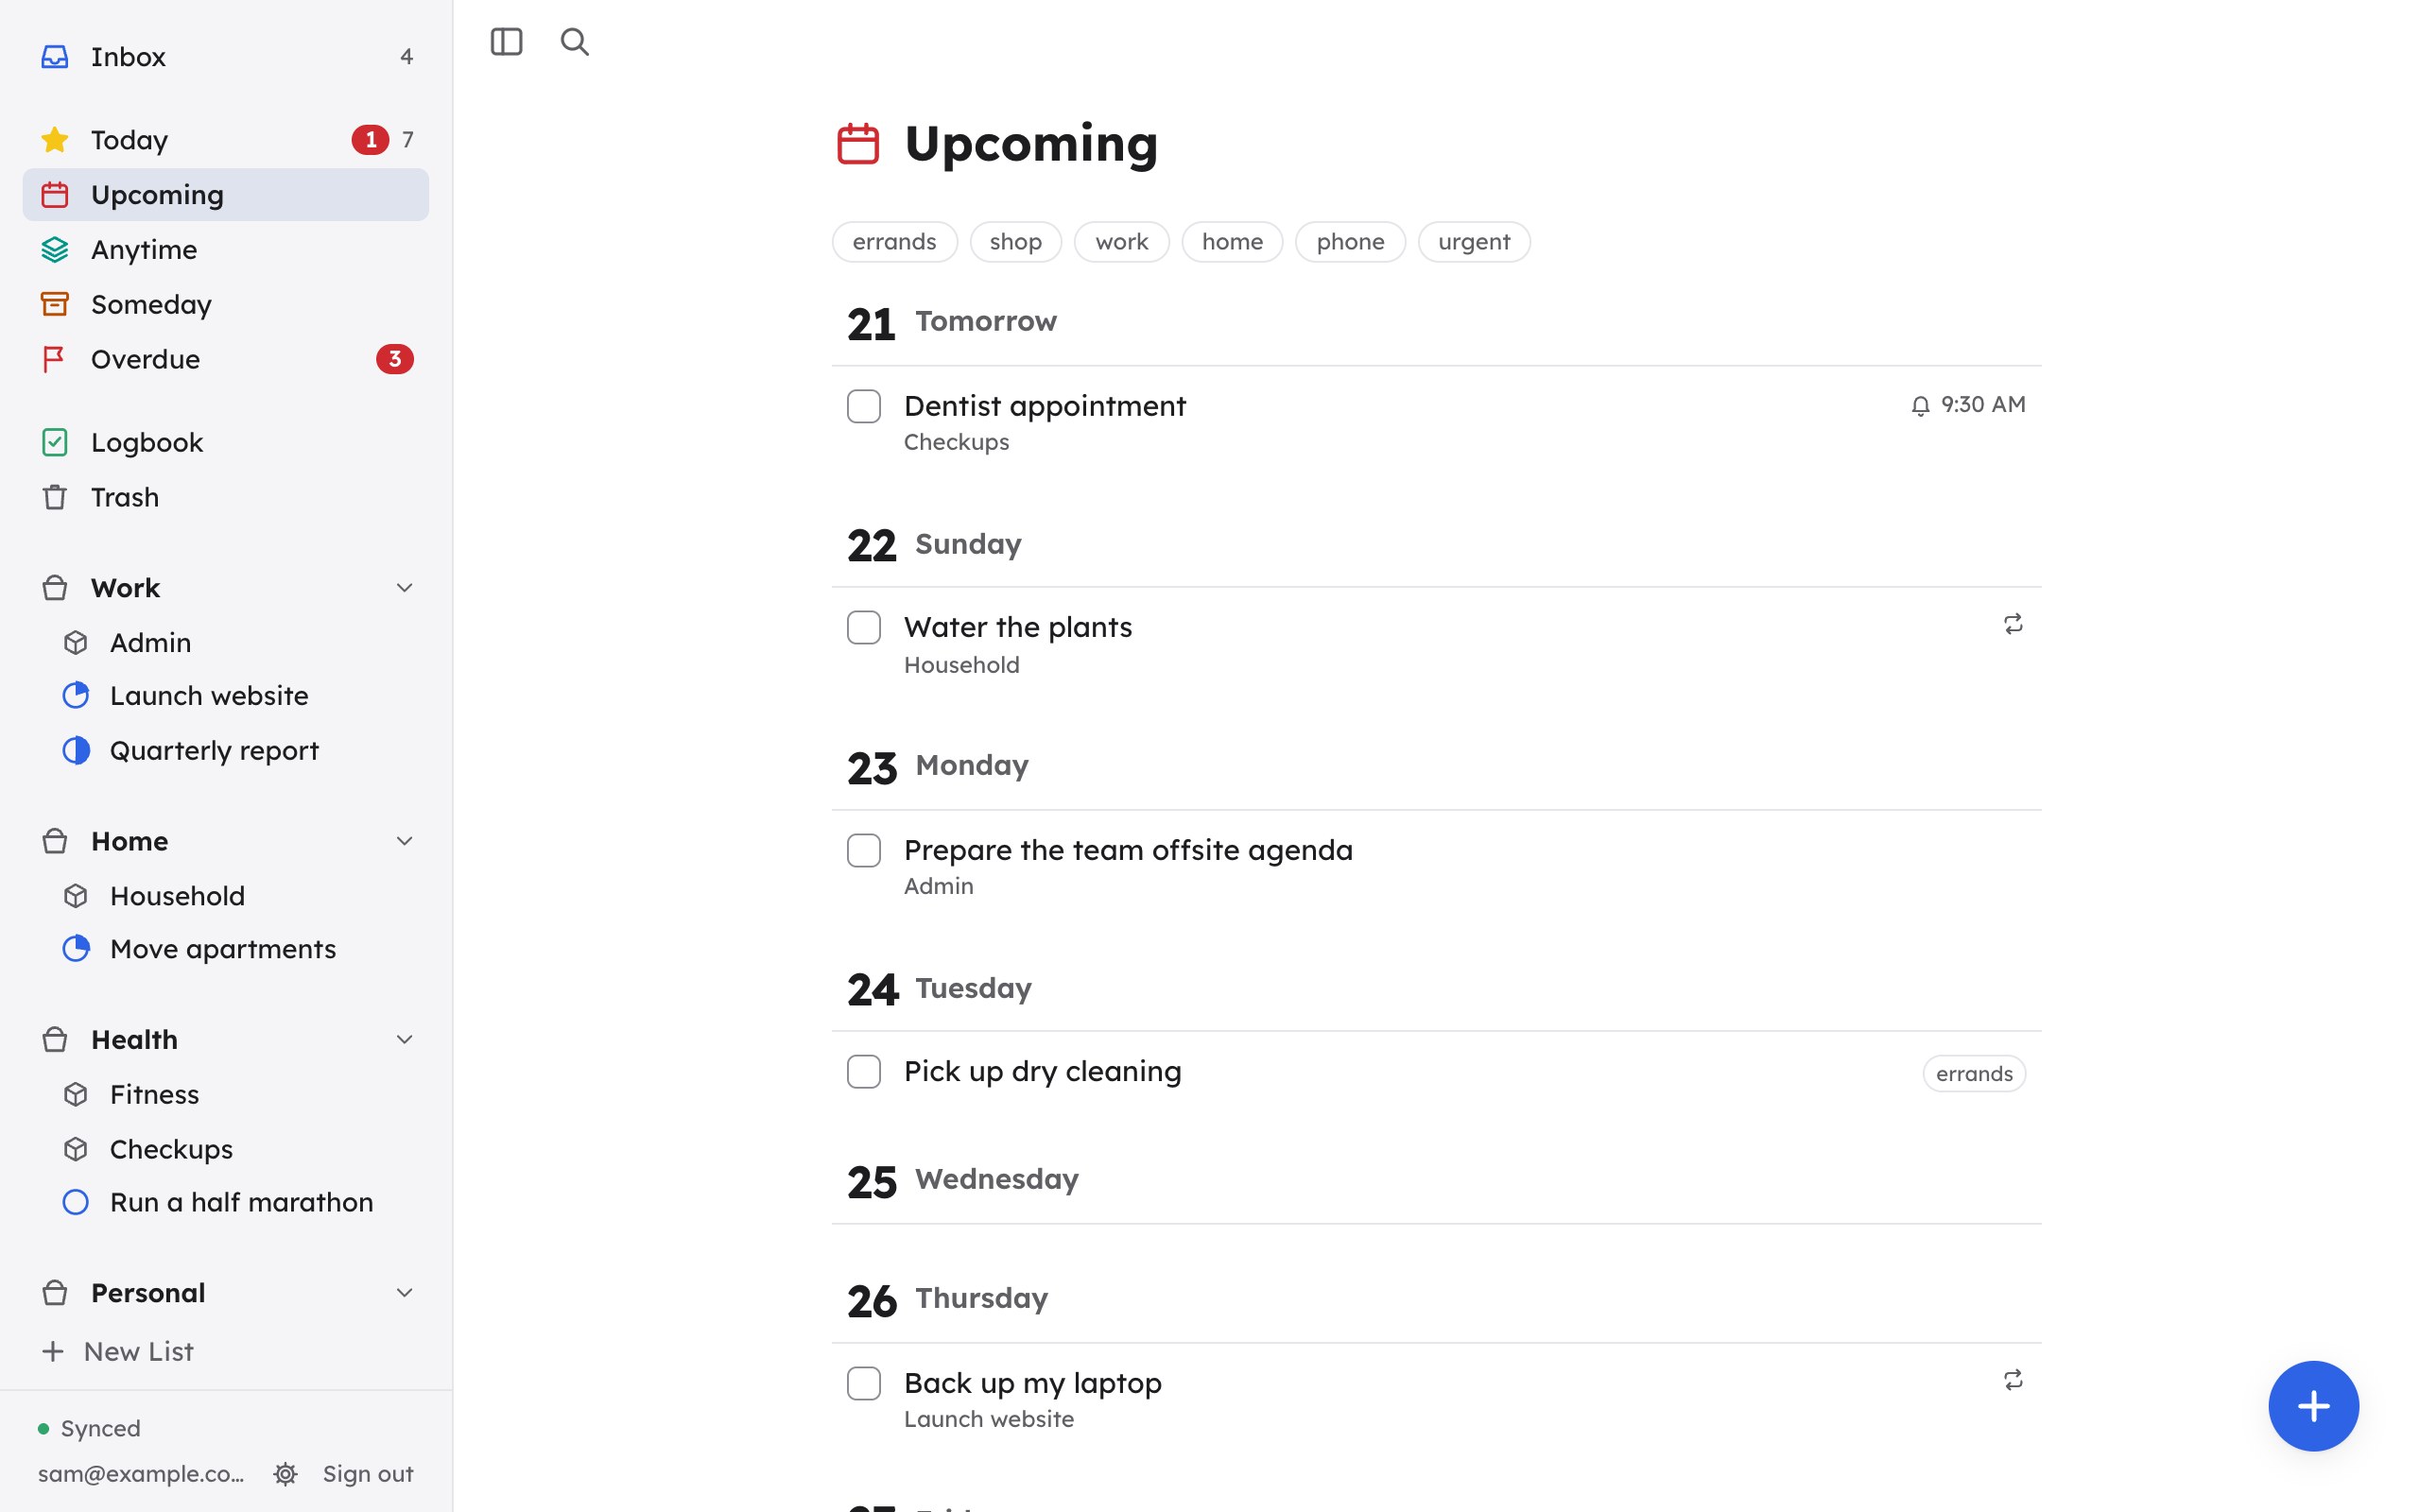 Inbox 4
Today 1 7
Upcoming
Anytime
Someday
Overdue 3
Logbook
Trash
Work
Admin
Launch website
Quarterly report
Home
Household
Move apartments
Health
Fitness
Checkups
Run a half marathon
Personal
New List
Synced
sam@example.co... Sign out
Upcoming
errands shop work home phone urgent
21 Tomorrow
Dentist appointment 9:30 AM
Checkups
22 Sunday
Water the plants
Household
23 Monday
Prepare the team offsite agenda
Admin
24 Tuesday
Pick up dry cleaning errands
25 Wednesday
26 Thursday
Back up my laptop
Launch website